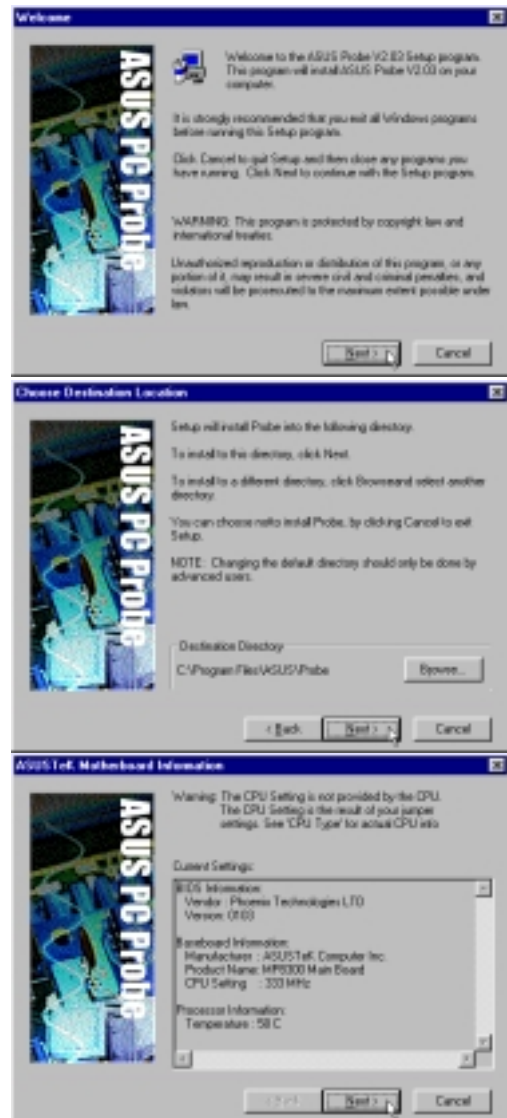 Welcome
ASUS PC Probe
Welcome to the ASUS Probe V2.03 Setup program.
This program will install ASUS Probe V2.03 on your
computer.
It is strongly recommended that you exit all Windows programs
before running this Setup program.
Click Cancel to quit Setup and then close any programs you
have running. Click Next to continue with the Setup program.
WARNING: This program is protected by copyright law and
international treaties.
Unauthorized reproduction or distribution of this program, or any
portion of it, may result in severe civil and criminal penalties, and
violators will be prosecuted to the maximum extent possible under
law.
Next >
Cancel
Choose Destination Location
ASUS PC Probe
Setup will install Probe into the following directory.
To install to this directory, click Next.
To install to a different directory, click Browseand select another
directory.
You can choose notto install Probe, by clicking Cancel to exit
Setup.
NOTE: Changing the default directory should only be done by
advanced users.
Destination Directory
C:\Program Files\ASUS\Probe
Browse...
< Back
Next >
Cancel
ASUSTeK Motherboard Information
ASUS PC Probe
Warning: The CPU Setting is not provided by the CPU.
The CPU Setting is the result of your jumper
settings. See 'CPU Type' for actual CPU info
Current Settings:
BIOS Information:
Vendor : Phoenix Technologies LTD
Version: 0103
Baseboard Information:
Manufacturer : ASUSTeK Computer Inc.
Product Name: Main Board
CPU Setting : 333 MHz
Processor Information:
Temperature : 58 C
< Back
Next >
Cancel